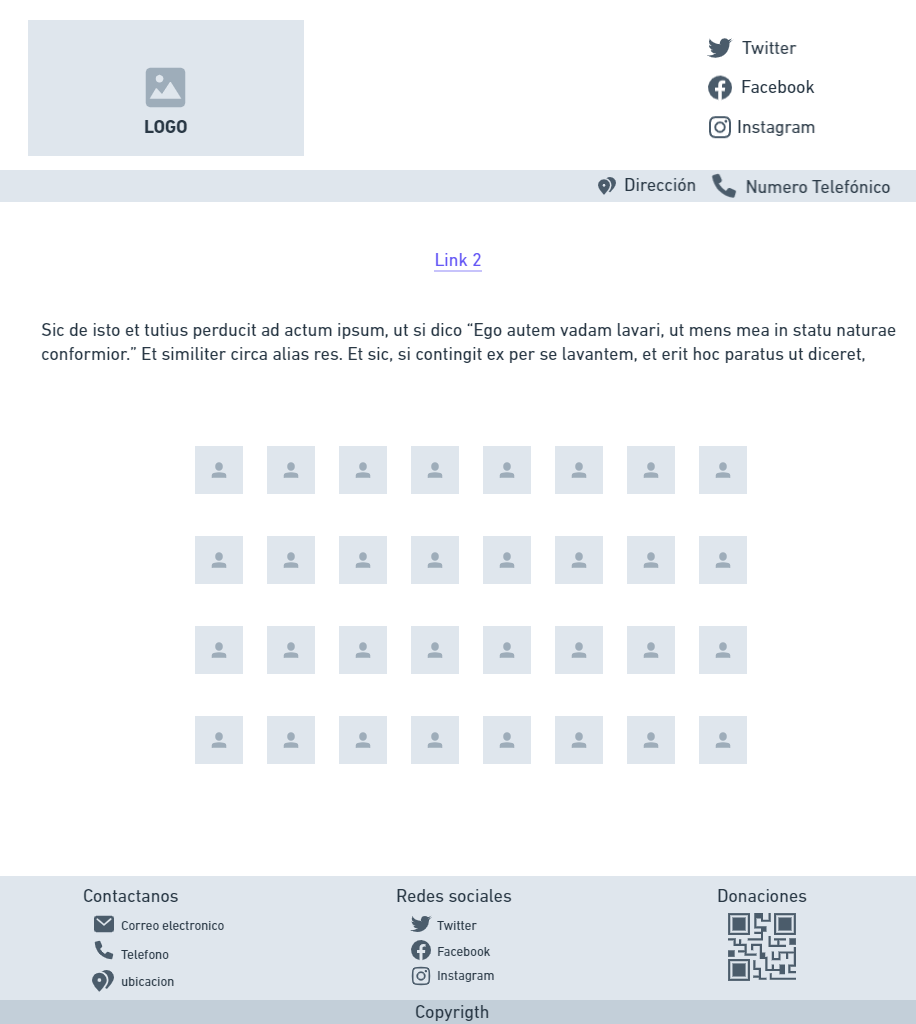 LOGO
Twitter
Facebook
Instagram
Dirección
Numero Telefónico
Link 2
Sic de isto et tutius perducit ad actum ipsum, ut si dico “Ego autem vadam lavari, ut mens mea in statu naturae
conformior.” Et similiter circa alias res. Et sic, si contingit ex per se lavantem, et erit hoc paratus ut diceret,
Contactanos
Correo electronico
Telefono
ubicacion
Redes sociales
Twitter
Facebook
Instagram
Donaciones
Copyrigth